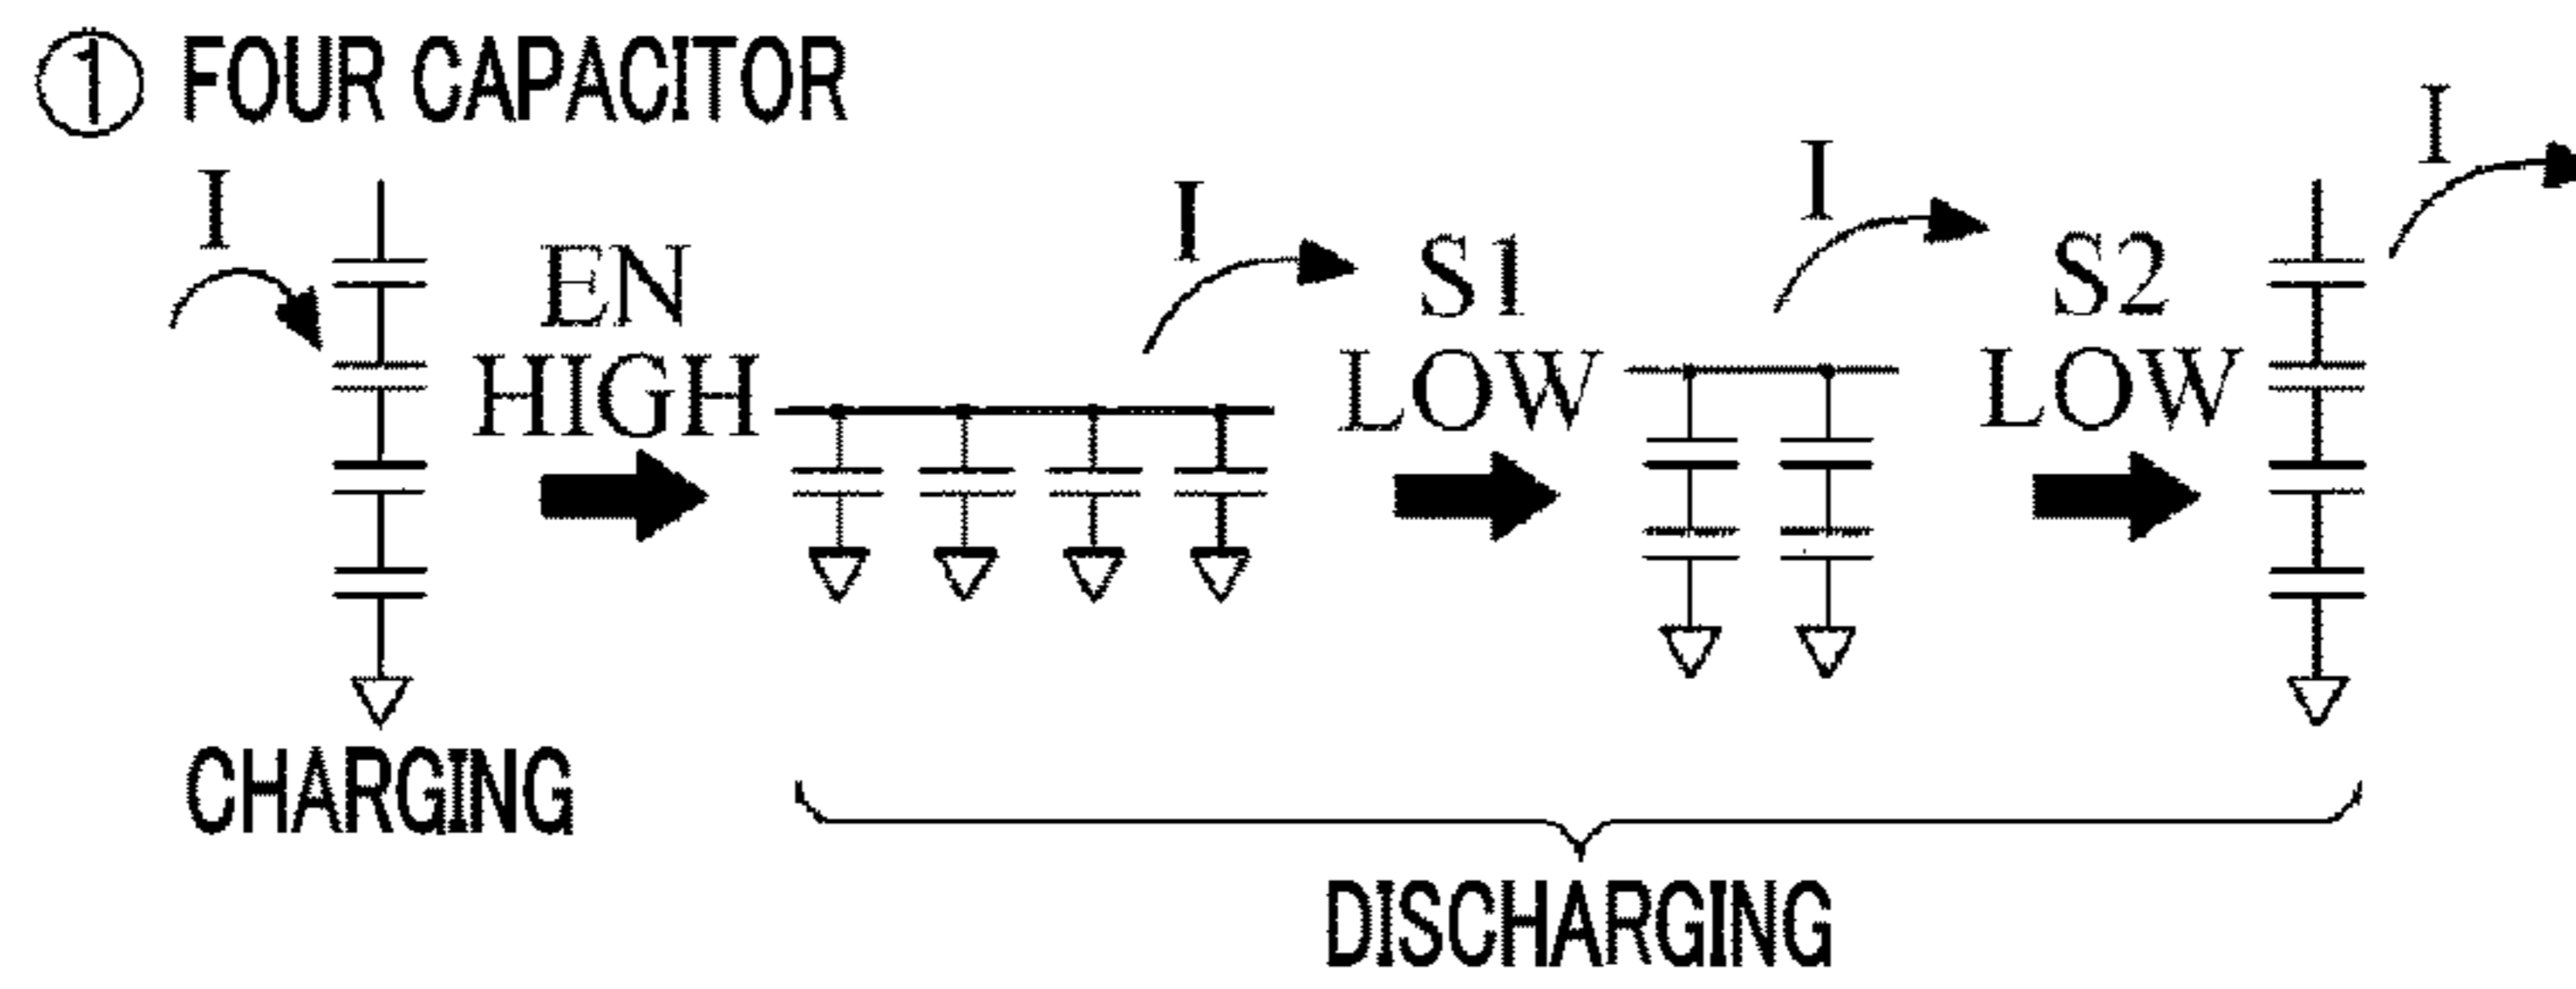 ① FOUR CAPACITOR
I
EN
HIGH
I
S1
LOW
I
S2
LOW
I
CHARGING
DISCHARGING